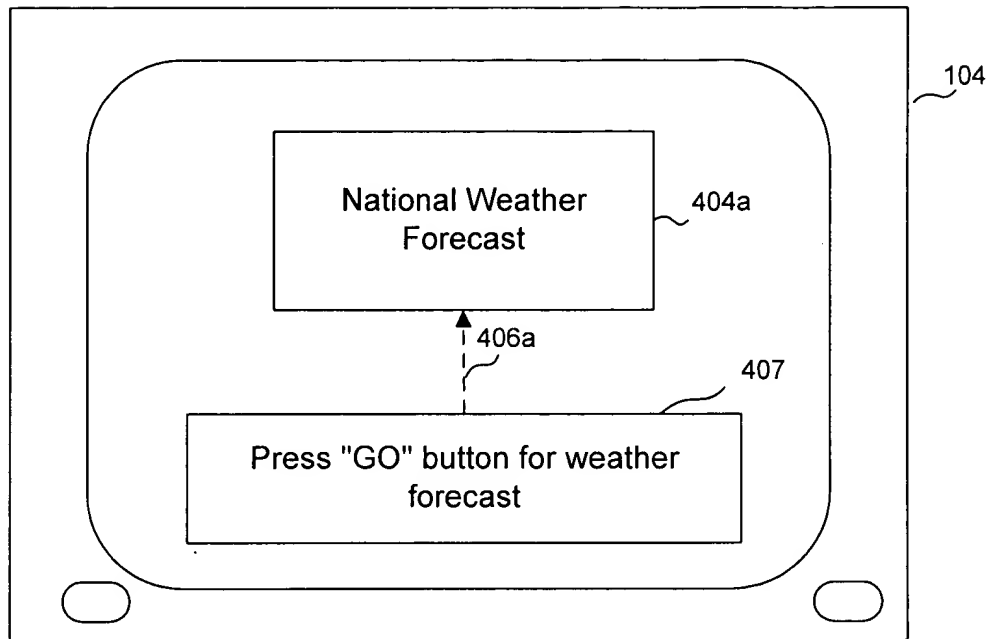 104
National Weather
Forecast
404a
406a
407
Press "GO" button for weather
forecast